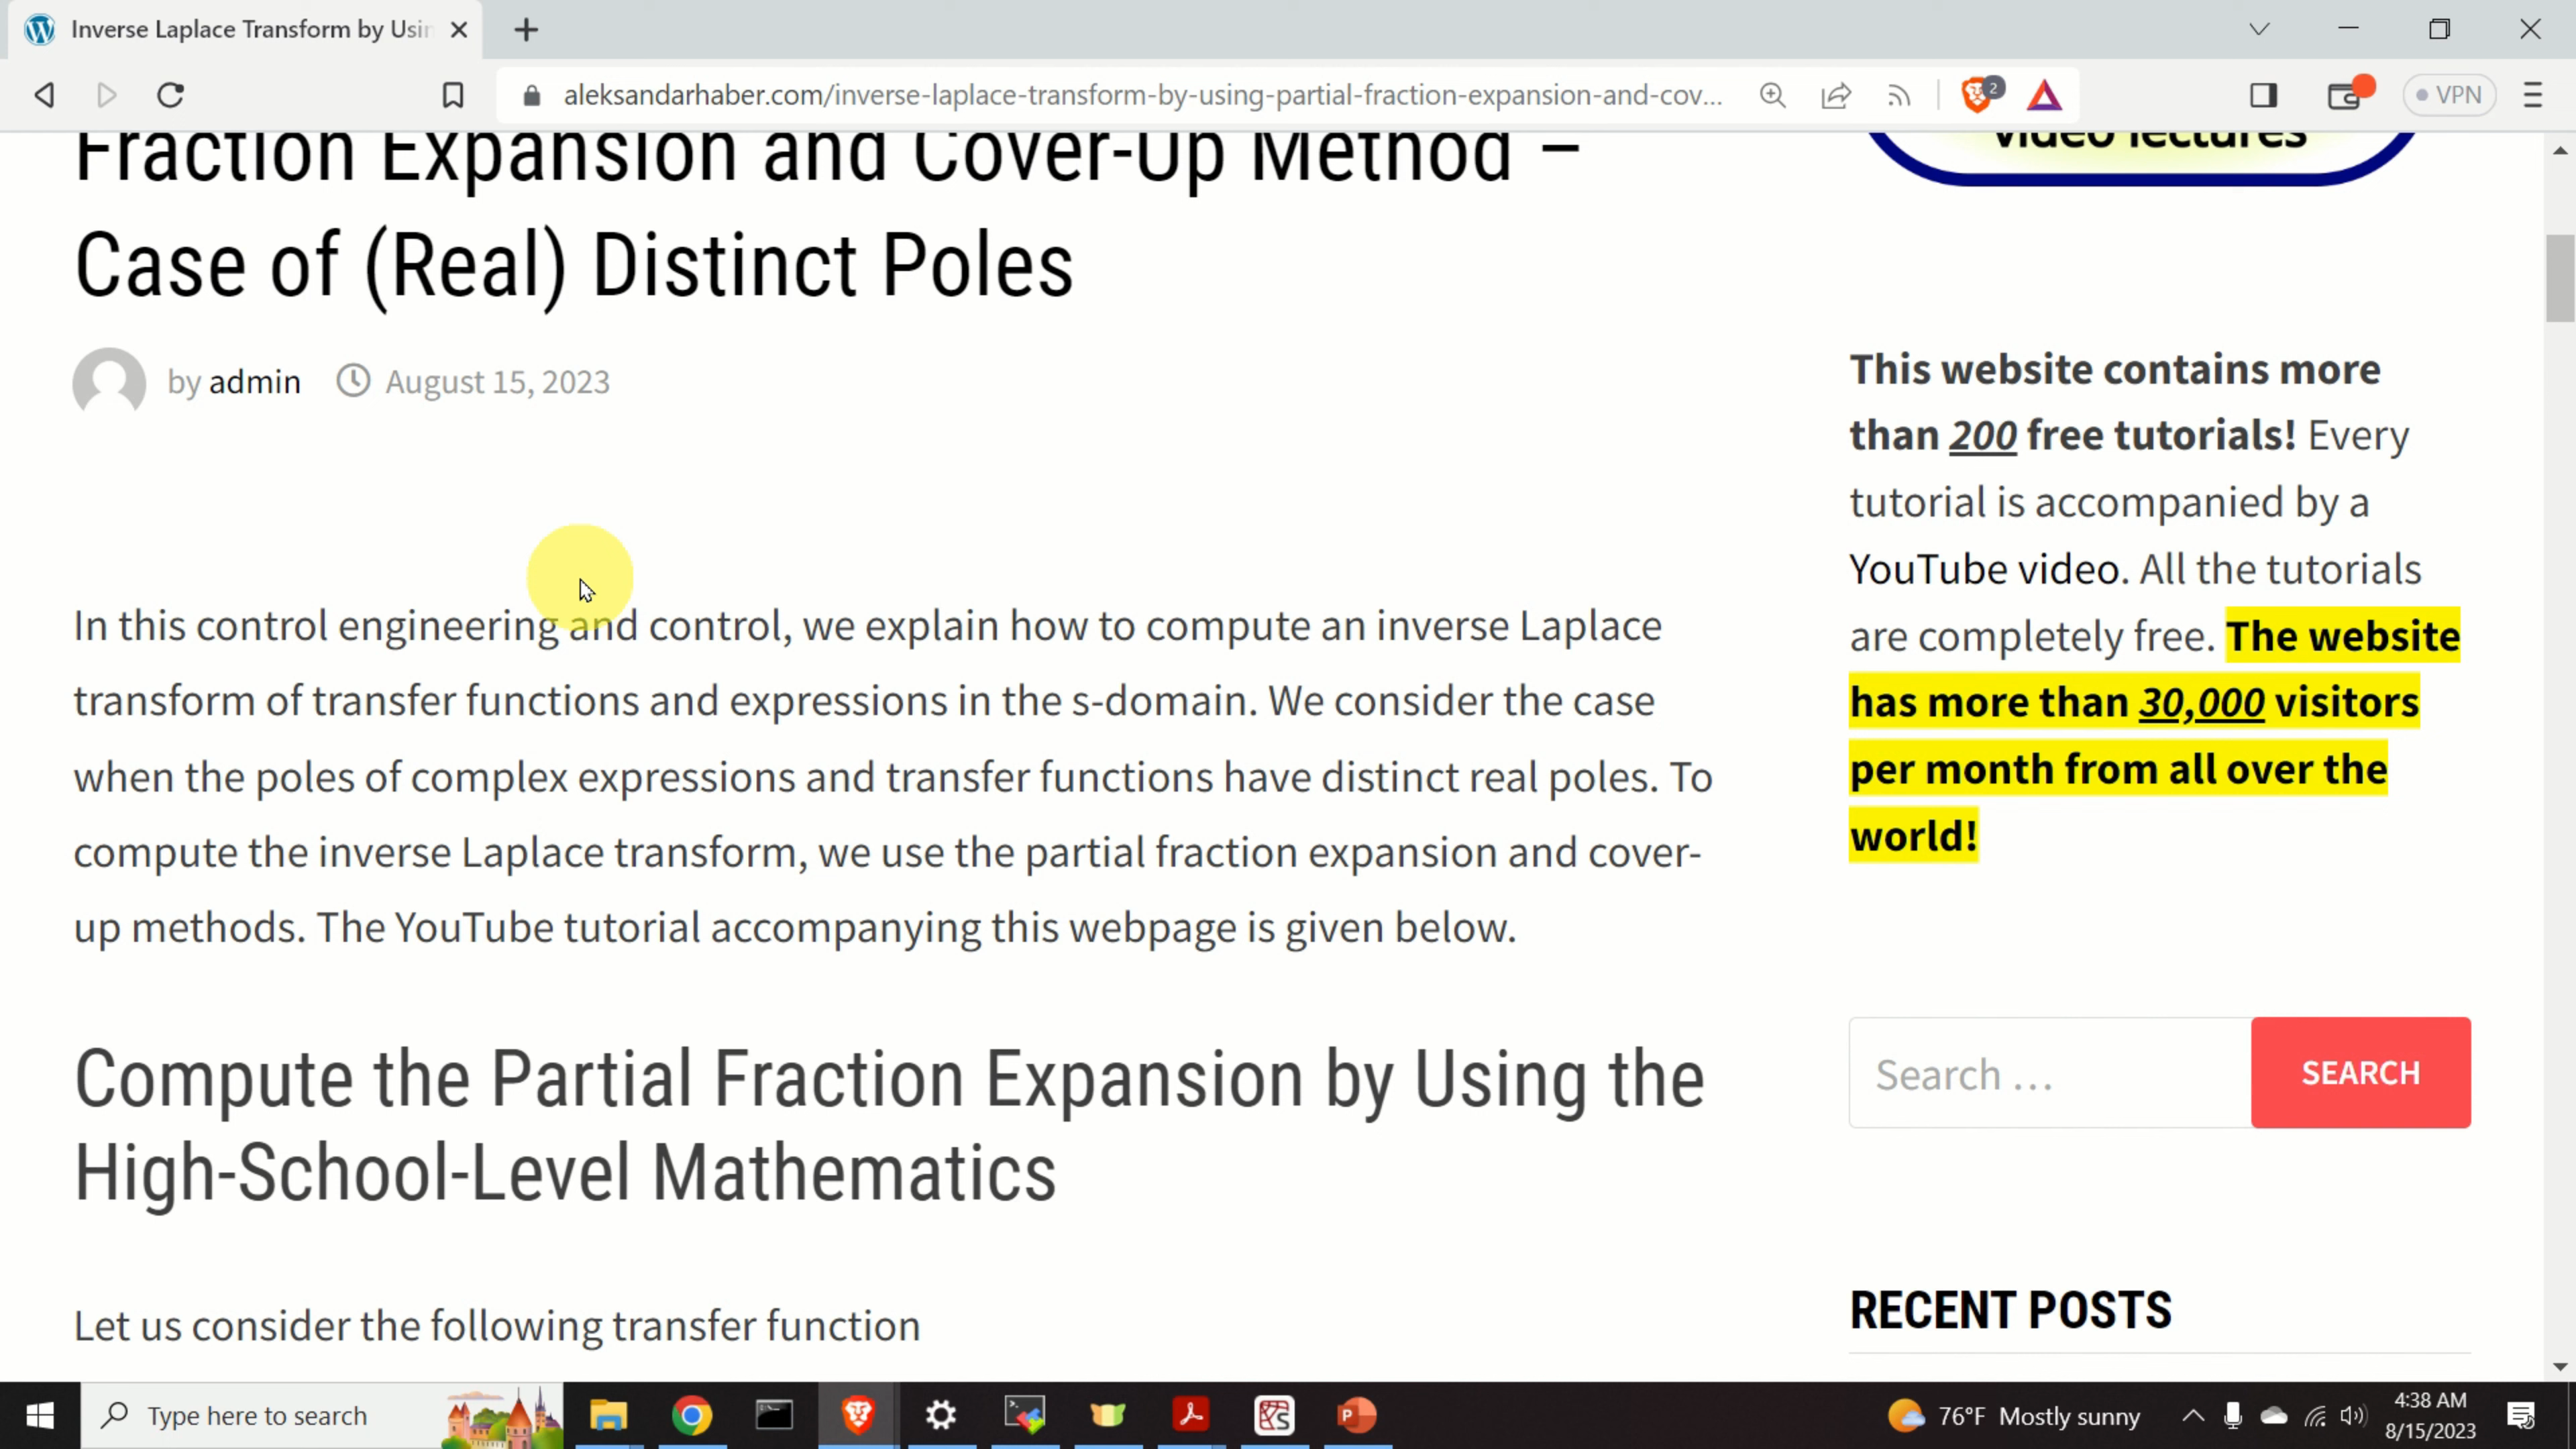 Inverse Laplace Transform by Usin
aleksandarhaber.com/inverse-laplace-transform-by-using-partial-fraction-expansion-and-cov...
2
VPN
Fraction Expansion and Cover-Up Method –
Case of (Real) Distinct Poles
by admin August 15, 2023
In this control engineering and control, we explain how to compute an inverse Laplace
transform of transfer functions and expressions in the s-domain. We consider the case
when the poles of complex expressions and transfer functions have distinct real poles. To
compute the inverse Laplace transform, we use the partial fraction expansion and cover-
up methods. The YouTube tutorial accompanying this webpage is given below.
Compute the Partial Fraction Expansion by Using the
High-School-Level Mathematics
Let us consider the following transfer function
video lectures
This website contains more
than 200 free tutorials! Every
tutorial is accompanied by a
YouTube video. All the tutorials
are completely free. The website
has more than 30,000 visitors
per month from all over the
world!
Search ...
SEARCH
RECENT POSTS
Type here to search
76°F Mostly sunny
4:38 AM
8/15/2023